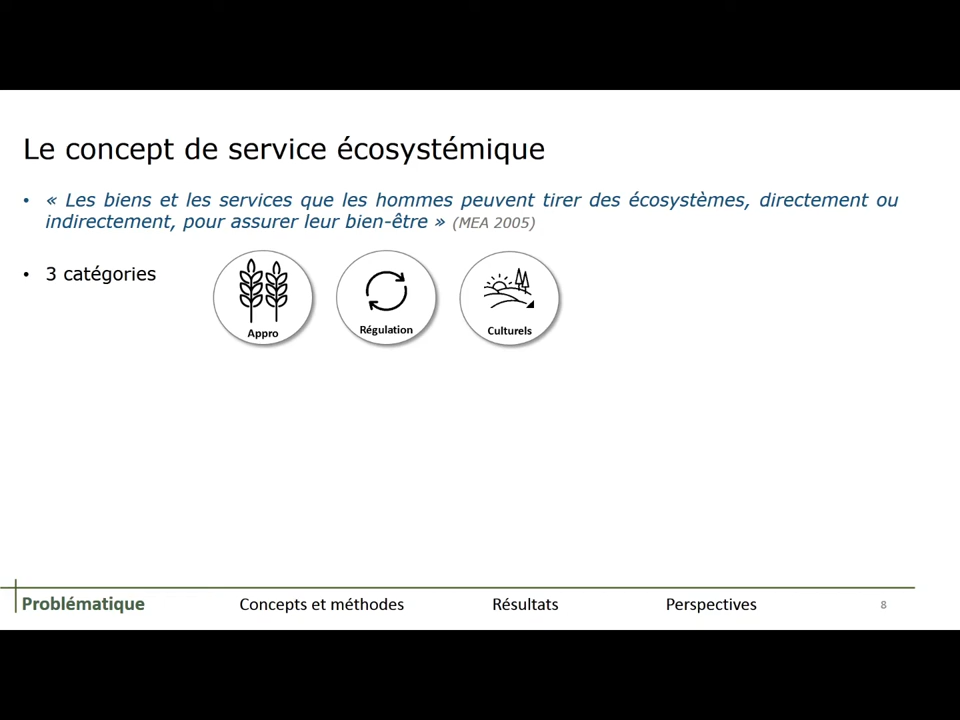 Le concept de service écosystémique
• « Les biens et les services que les hommes peuvent tirer des écosystèmes, directement ou
indirectement, pour assurer leur bien-être » (MEA 2005)
• 3 catégories
Appro
Régulation
Culturels
Problématique
Concepts et méthodes
Résultats
Perspectives
8